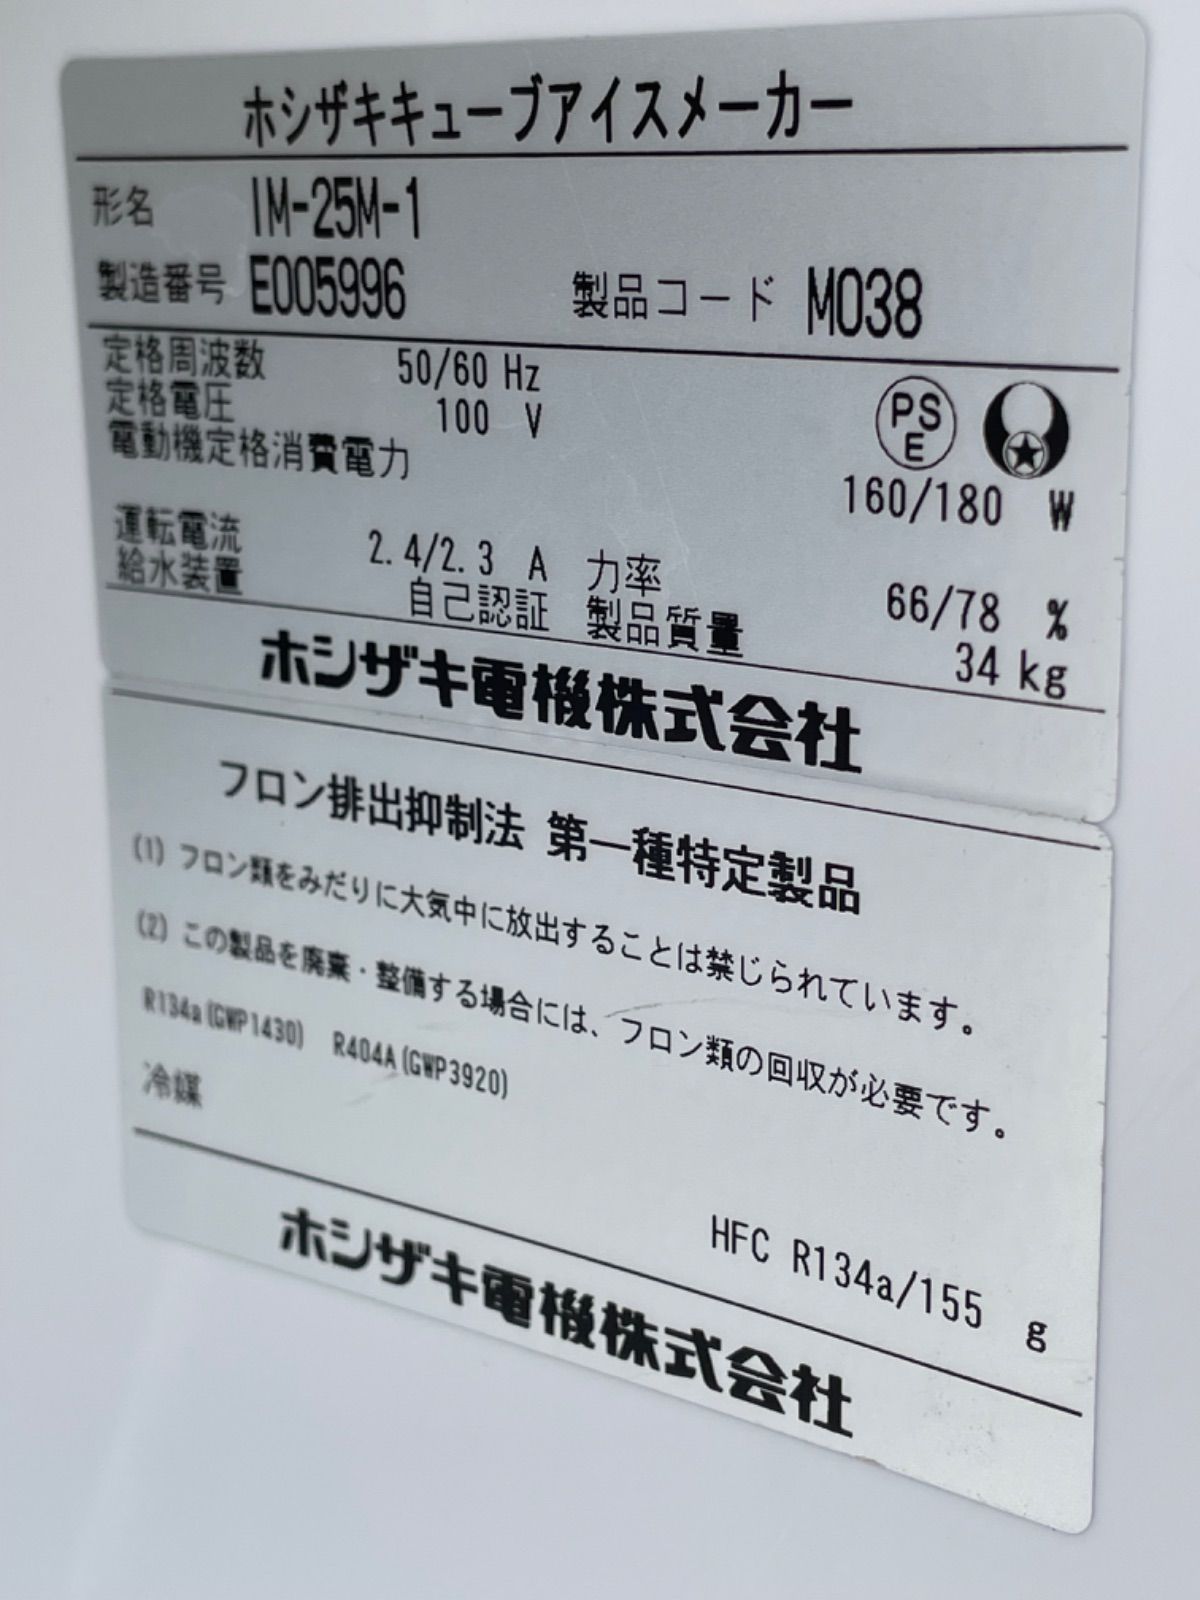 ホシザキキューブアイスメーカー
形名 IM-25M-1
製造番号 E005996 製品コード M038
定格周波数 50/60 Hz
定格電圧 100 V
PS
E
電動機定格消費電力 160/180 W
運転電流 2.4/2.3 A 力率 66/78 %
給水装置 自己認証 製品質量 34 kg
ホシザキ電機株式会社
フロン排出抑制法 第一種特定製品
(1) フロン類をみだりに大気中に放出することは禁じられています。
(2) この製品を廃棄・整備する場合には、フロン類の回収が必要です。
R134a(GWP1430) R404A(GWP3920)
冷媒
HFC R134a/155 g
ホシザキ電機株式会社